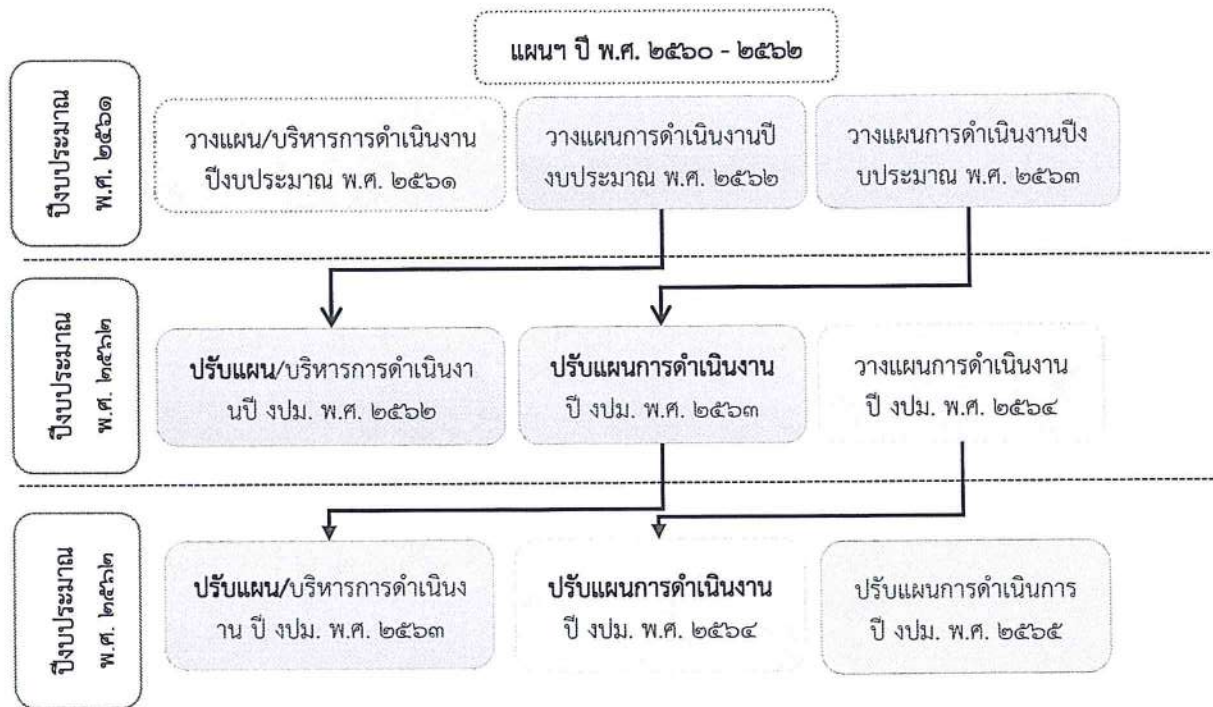 แผนฯ ปี พ.ศ. ๒๕๖๐ - ๒๕๖๒
ปีงบประมาณ
พ.ศ. ๒๕๖๑
วางแผน/บริหารการดำเนินงาน
ปีงบประมาณ พ.ศ. ๒๕๖๑
วางแผนการดำเนินงานปี
งบประมาณ พ.ศ. ๒๕๖๒
วางแผนการดำเนินงานปีง
บประมาณ พ.ศ. ๒๕๖๓
ปีงบประมาณ
พ.ศ. ๒๕๖๒
ปรับแผน/บริหารการดำเนินงา
นปี งปม. พ.ศ. ๒๕๖๒
ปรับแผนการดำเนินงาน
ปี งปม. พ.ศ. ๒๕๖๓
วางแผนการดำเนินงาน
ปี งปม. พ.ศ. ๒๕๖๔
ปีงบประมาณ
พ.ศ. ๒๕๖๒
ปรับแผน/บริหารการดำเนินง
าน ปี งปม. พ.ศ. ๒๕๖๓
ปรับแผนการดำเนินงาน
ปี งปม. พ.ศ. ๒๕๖๔
ปรับแผนการดำเนินการ
ปี งปม. พ.ศ. ๒๕๖๕